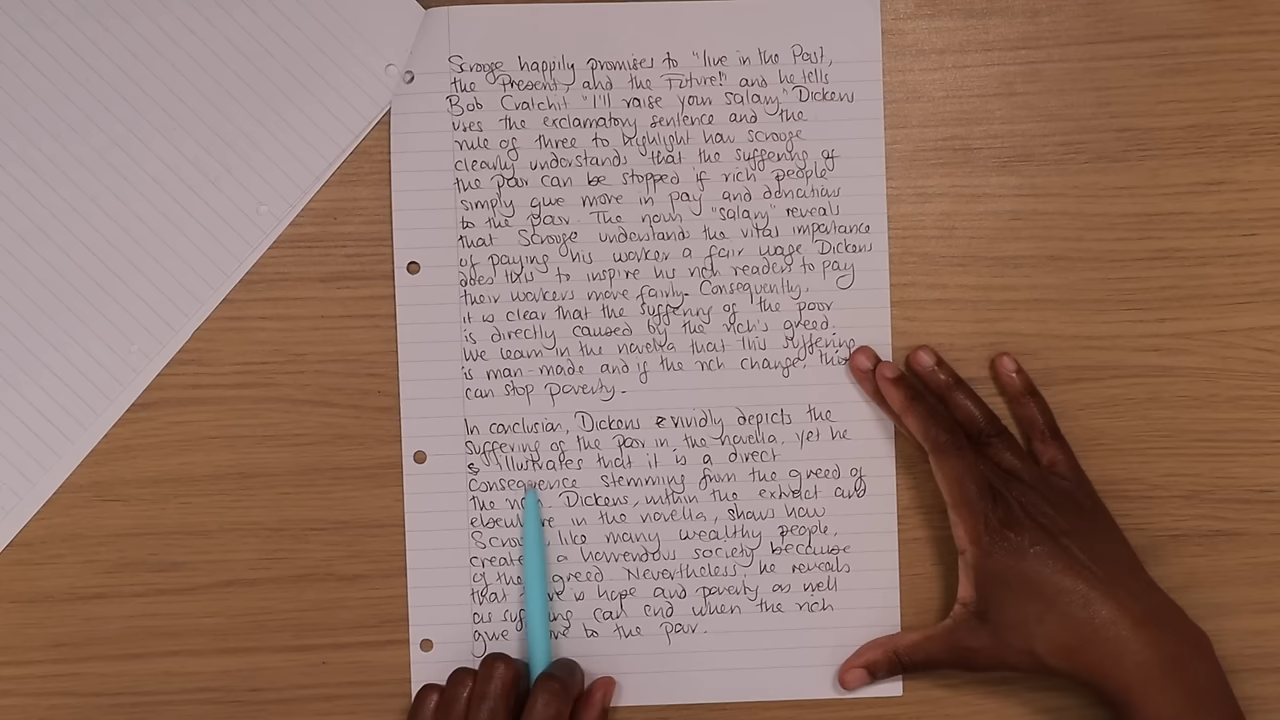 Scrooge happily promises to "live in the Past,
the Present, and the Future!" and he tells
Bob Cratchit "I'll raise your salary" Dickens
uses the exclamatory sentence and the
rule of three to highlight how scrooge
clearly understands that the suffering of
the poor can be stopped if rich people
simply give more in pay and donations
to the poor. The noun "salary" reveals
that Scrooge understands the vital importance
of paying his worker a fair wage Dickens
does this to inspire his rich readers to pay
their workers more fairly. Consequently,
it is clear that the suffering of the poor
is directly caused by the rich's greed.
We learn in the novella that this suffering
is man-made and if the rich change, this
can stop poverty.
In conclusion, Dickens vividly depicts the
suffering of the poor in the novella, yet he
illustrates that it is a direct
consequence stemming from the greed of
the Dickens, within the extract and
in the novella, shows how
like many wealthy people,
a horrendous society because
of greed. Nevertheless, he reveals
that is hope and poverty as well
as can end when the rich
give to the poor.